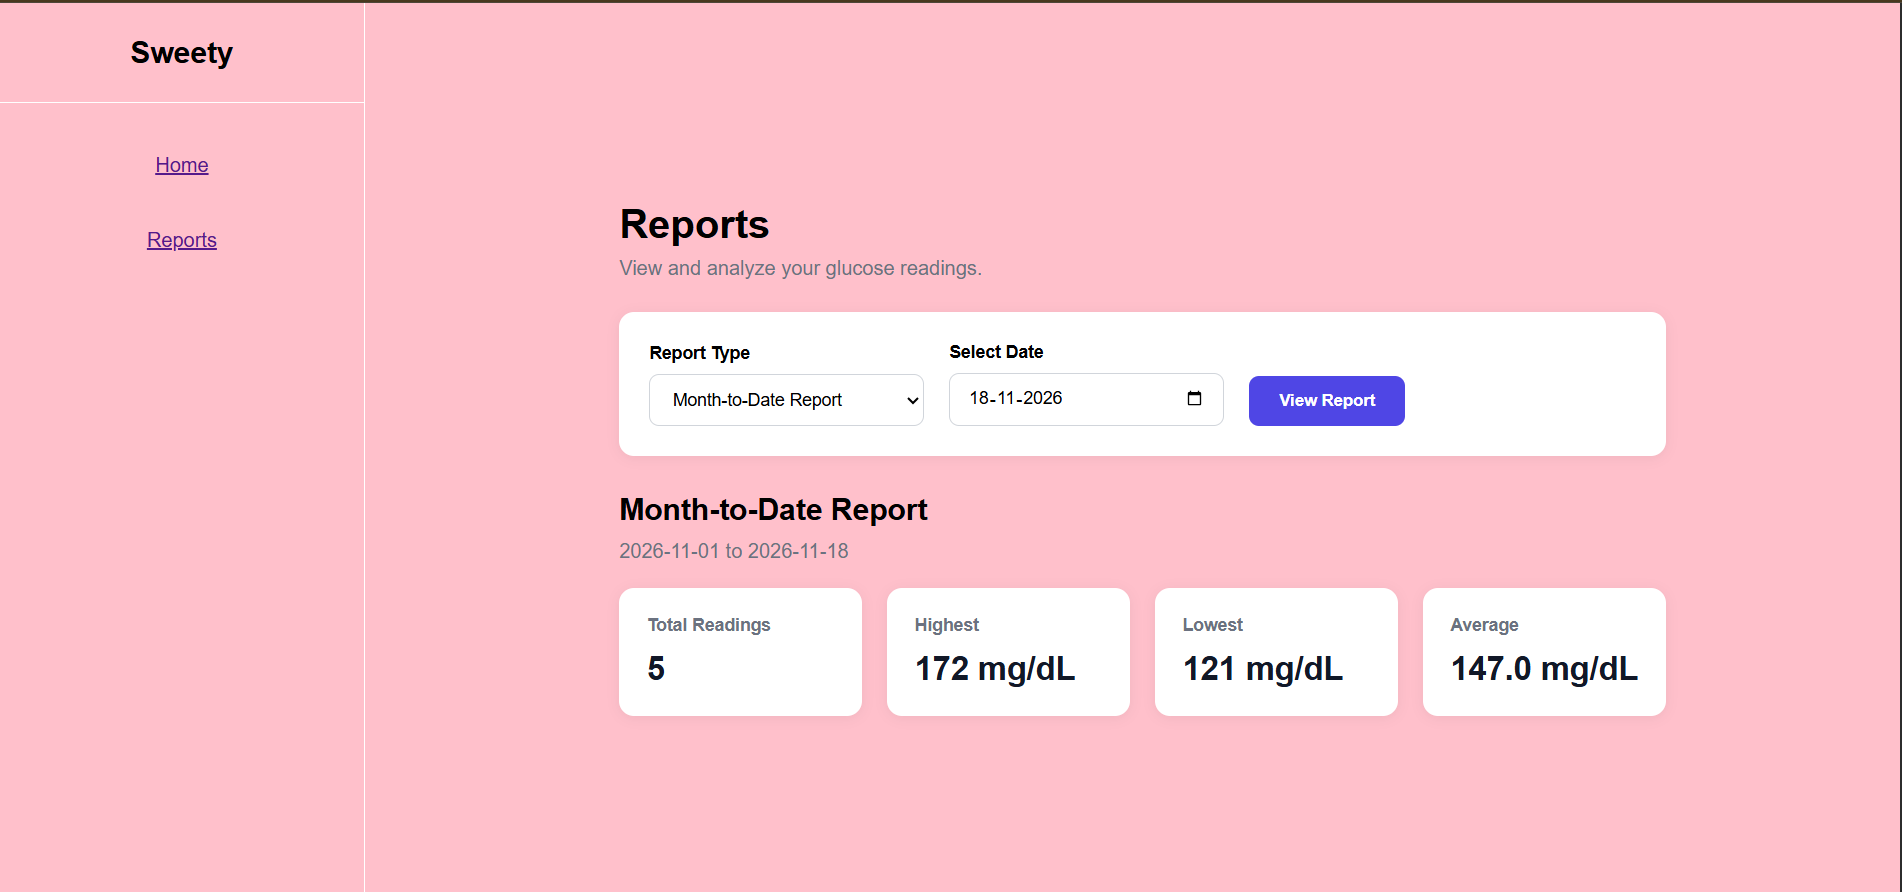 Sweety
Home
Reports
Reports
View and analyze your glucose readings.
Report Type
Select Date
Month-to-Date Report
18-11-2026
View Report
Month-to-Date Report
2026-11-01 to 2026-11-18
Total Readings
5
Highest
172 mg/dL
Lowest
121 mg/dL
Average
147.0 mg/dL